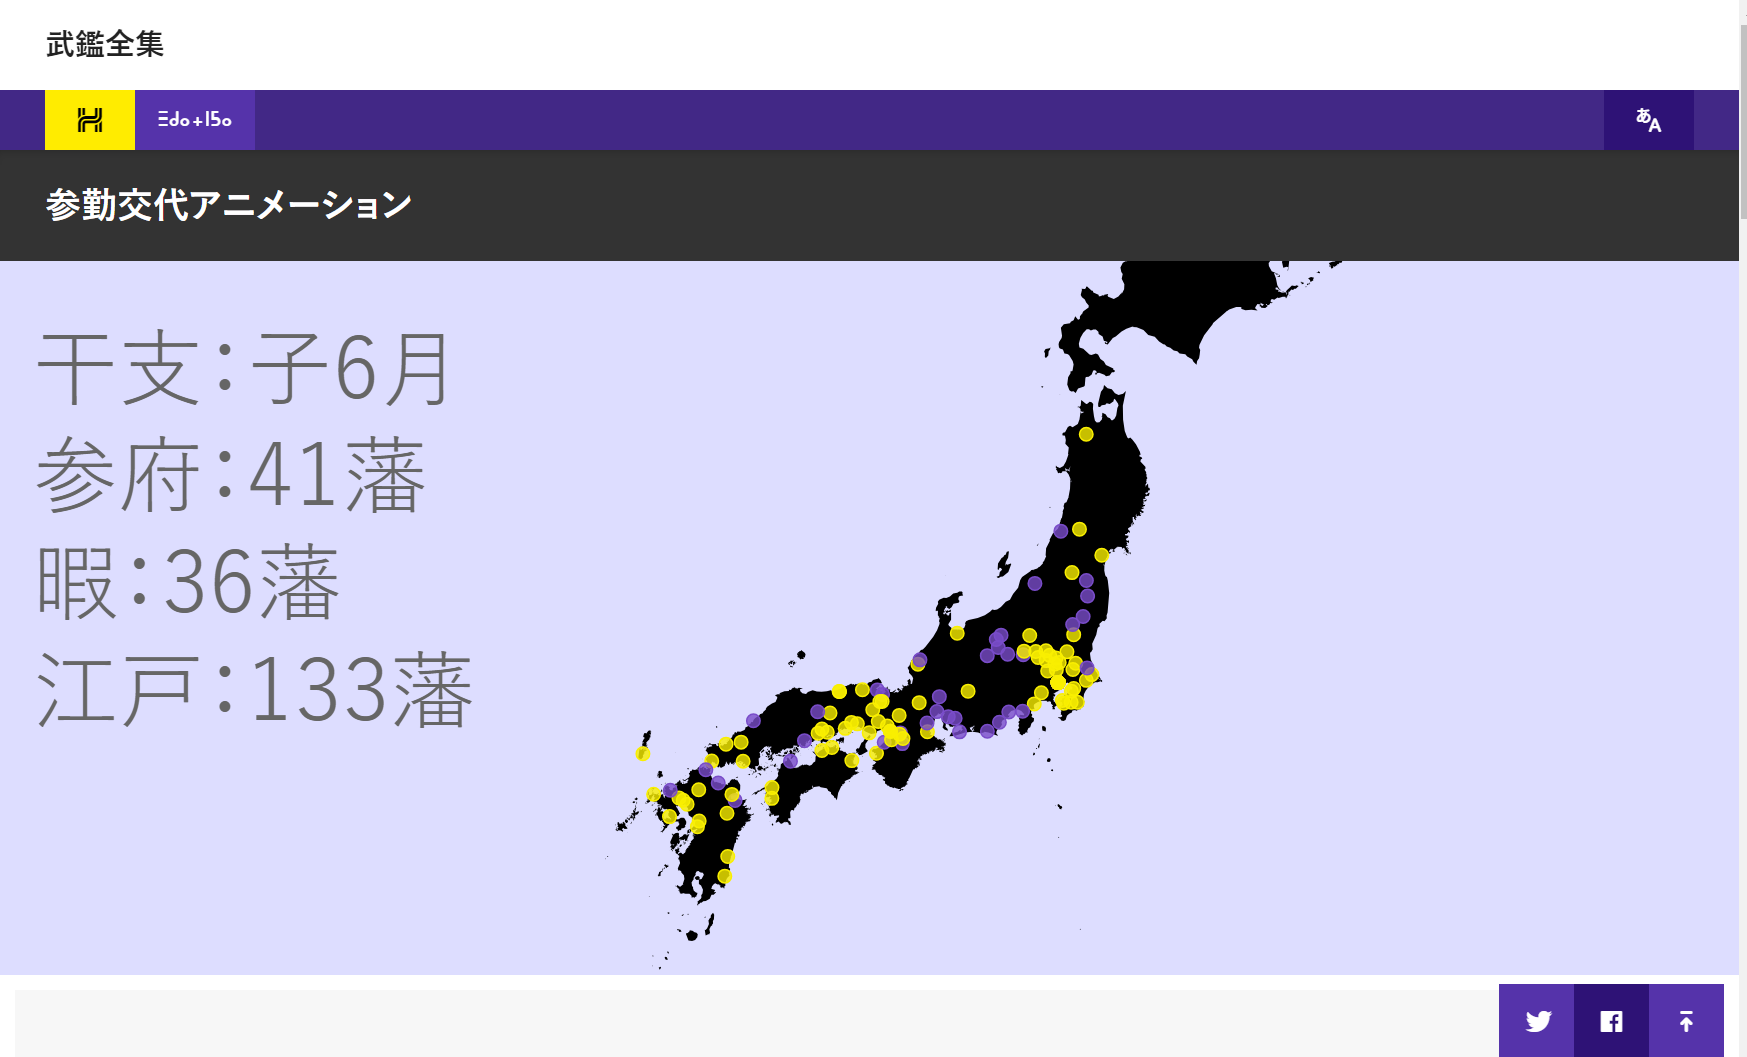 武鑑全集
Edo+150
あA
参勤交代アニメーション
干支：子6月
参府：41藩
暇：36藩
江戸：133藩